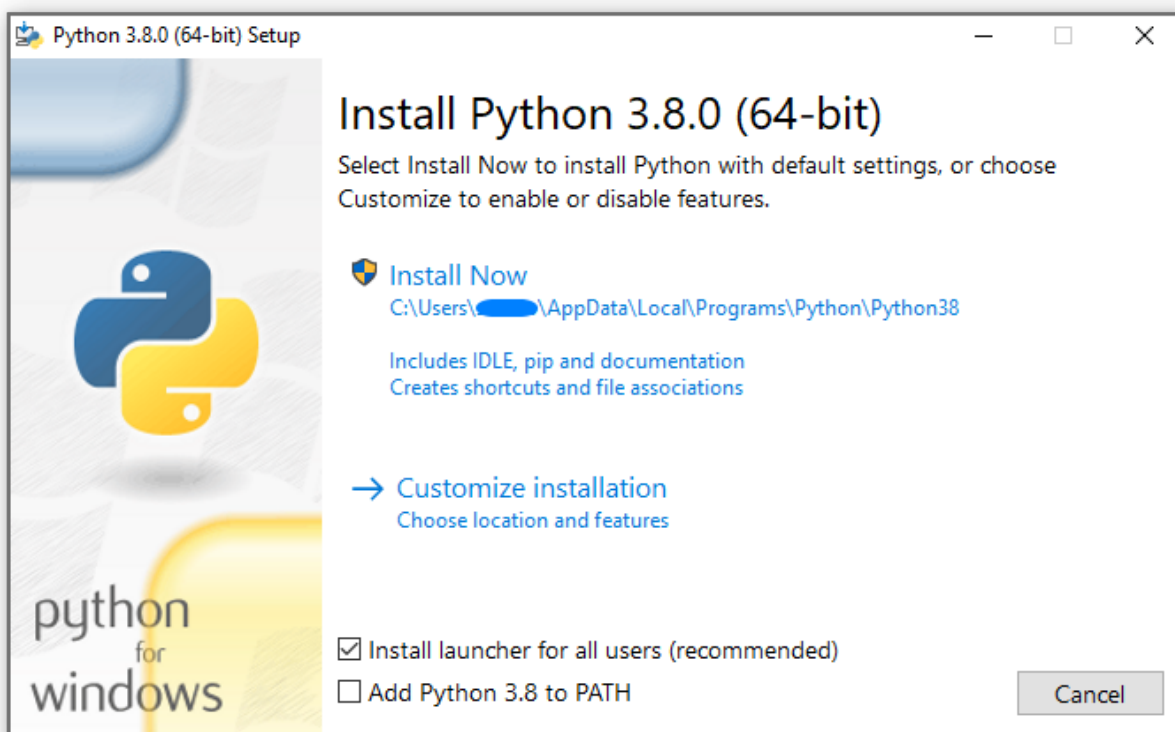 Python 3.8.0 (64-bit) Setup
Install Python 3.8.0 (64-bit)
Select Install Now to install Python with default settings, or choose
Customize to enable or disable features.
Install Now
C:\Users\ \AppData\Local\Programs\Python\Python38
Includes IDLE, pip and documentation
Creates shortcuts and file associations
Customize installation
Choose location and features
python
for
windows
Install launcher for all users (recommended)
Add Python 3.8 to PATH
Cancel